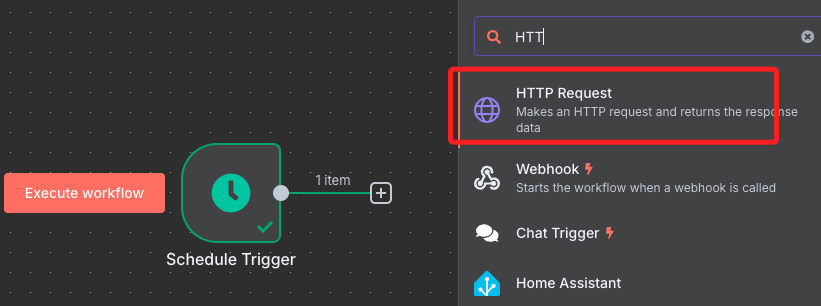 HTT
HTTP Request
Makes an HTTP request and returns the response
data
1 item
Execute workflow
Webhook
Starts the workflow when a webhook is called
Chat Trigger
Schedule Trigger
Home Assistant